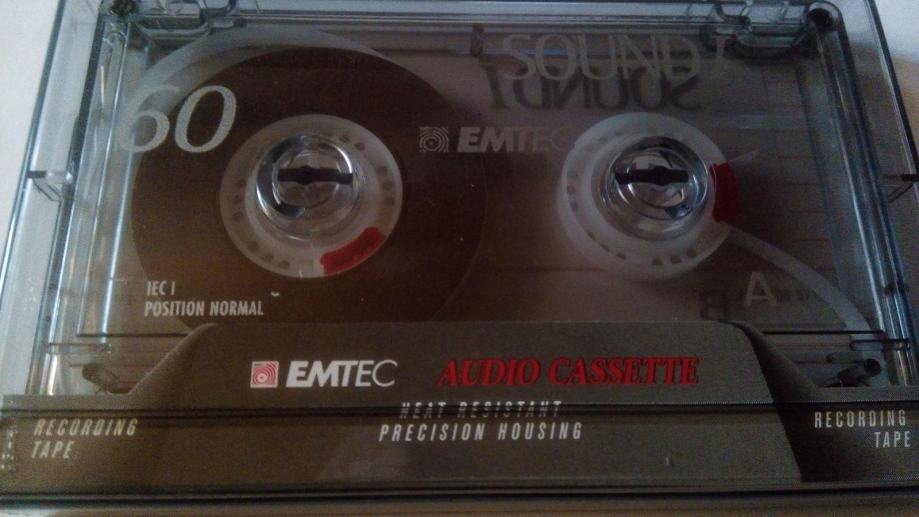 SOUND I
60
EMTEC
A
IEC I
POSITION NORMAL
EMTEC AUDIO CASSETTE
HEAT RESISTANT
PRECISION HOUSING
RECORDING
TAPE
RECORDING
TAPE